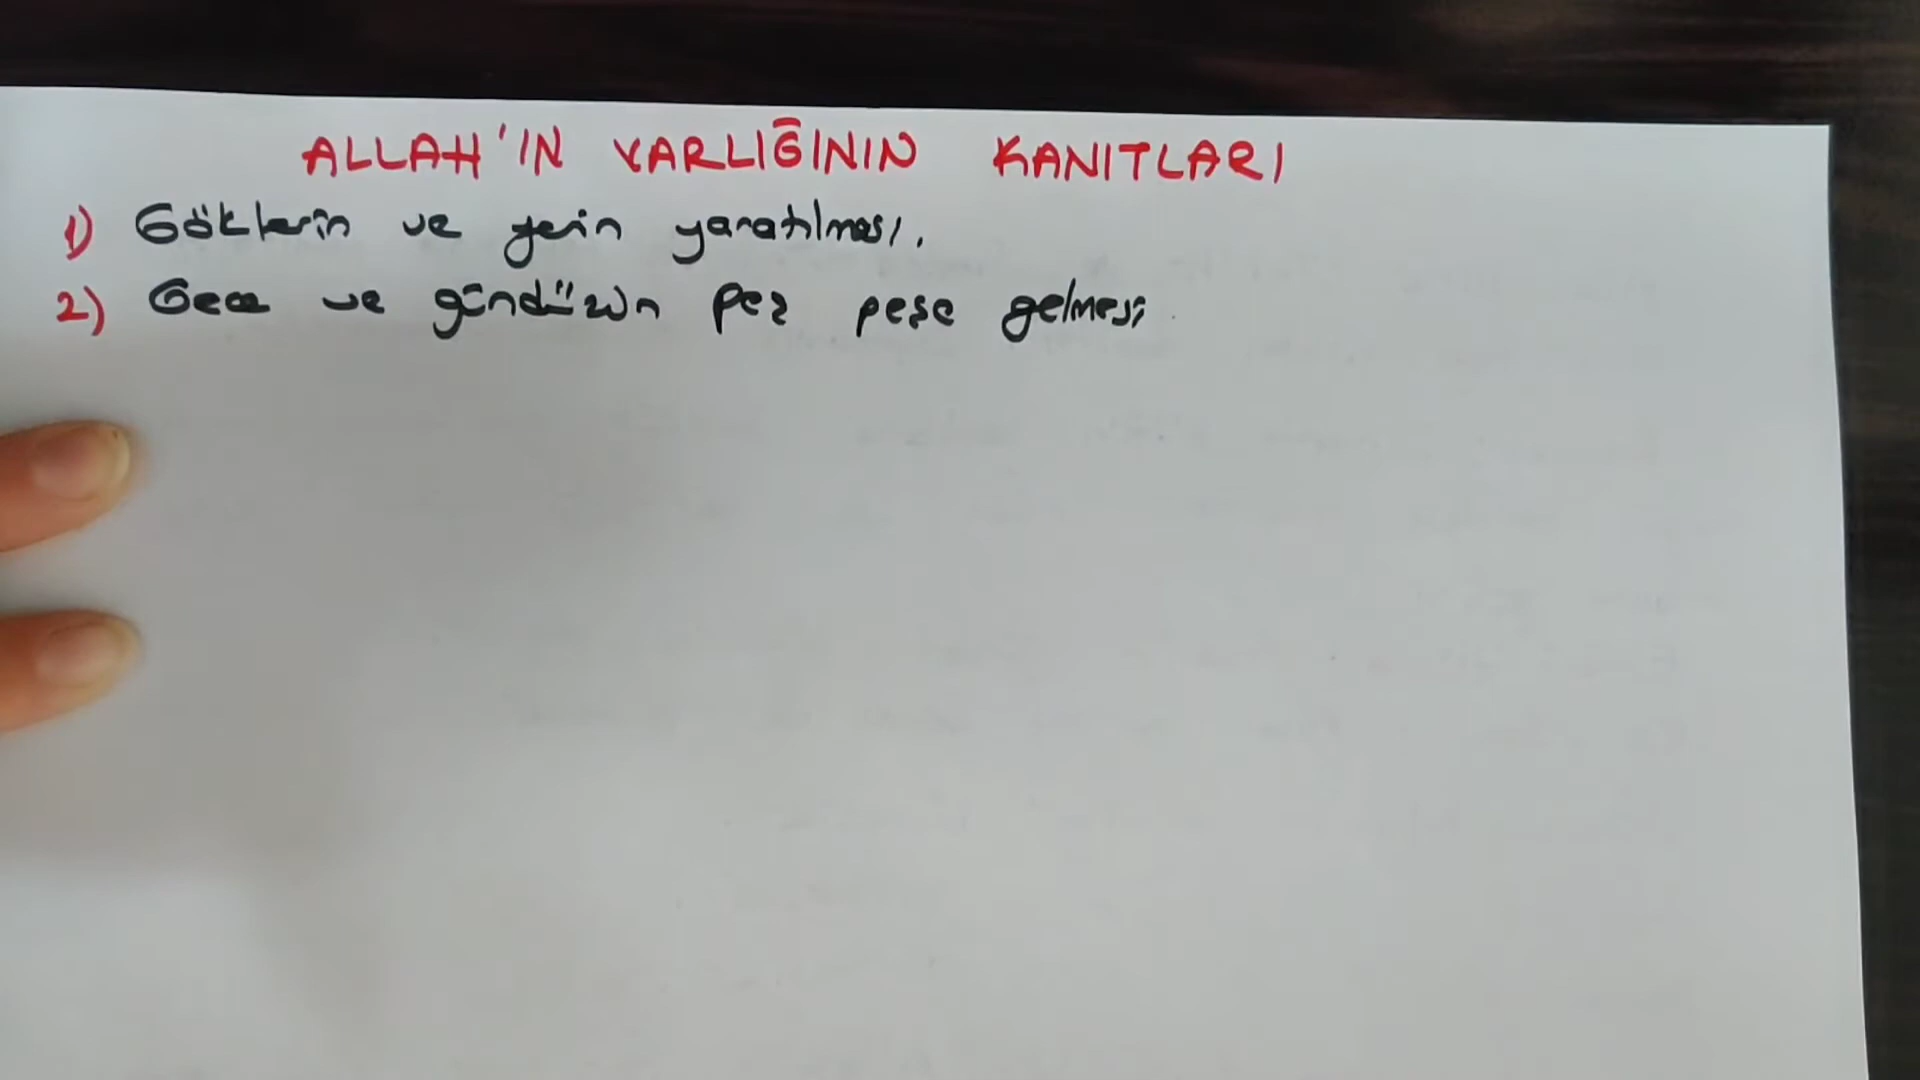 ALLAH'IN VARLIĞININ KANITLARI
1) Göklerin ve yerin yaratılması.
2) Gece ve gündüzün peş peşe gelmesi